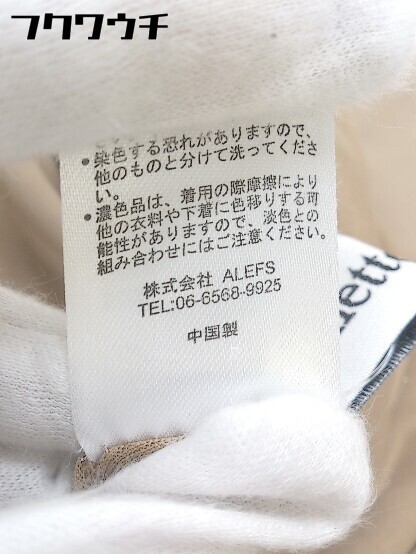 フクワウチ
・染色する恐れがありますので、
他のものと分けて洗ってくださ
い。
・濃色品は、着用の際摩擦により
他の衣料や下着に色移りする可
能性がありますので、淡色との
組み合わせにはご注意ください。
株式会社 ALEFS
TEL:06-6568-9925
中国製
lette